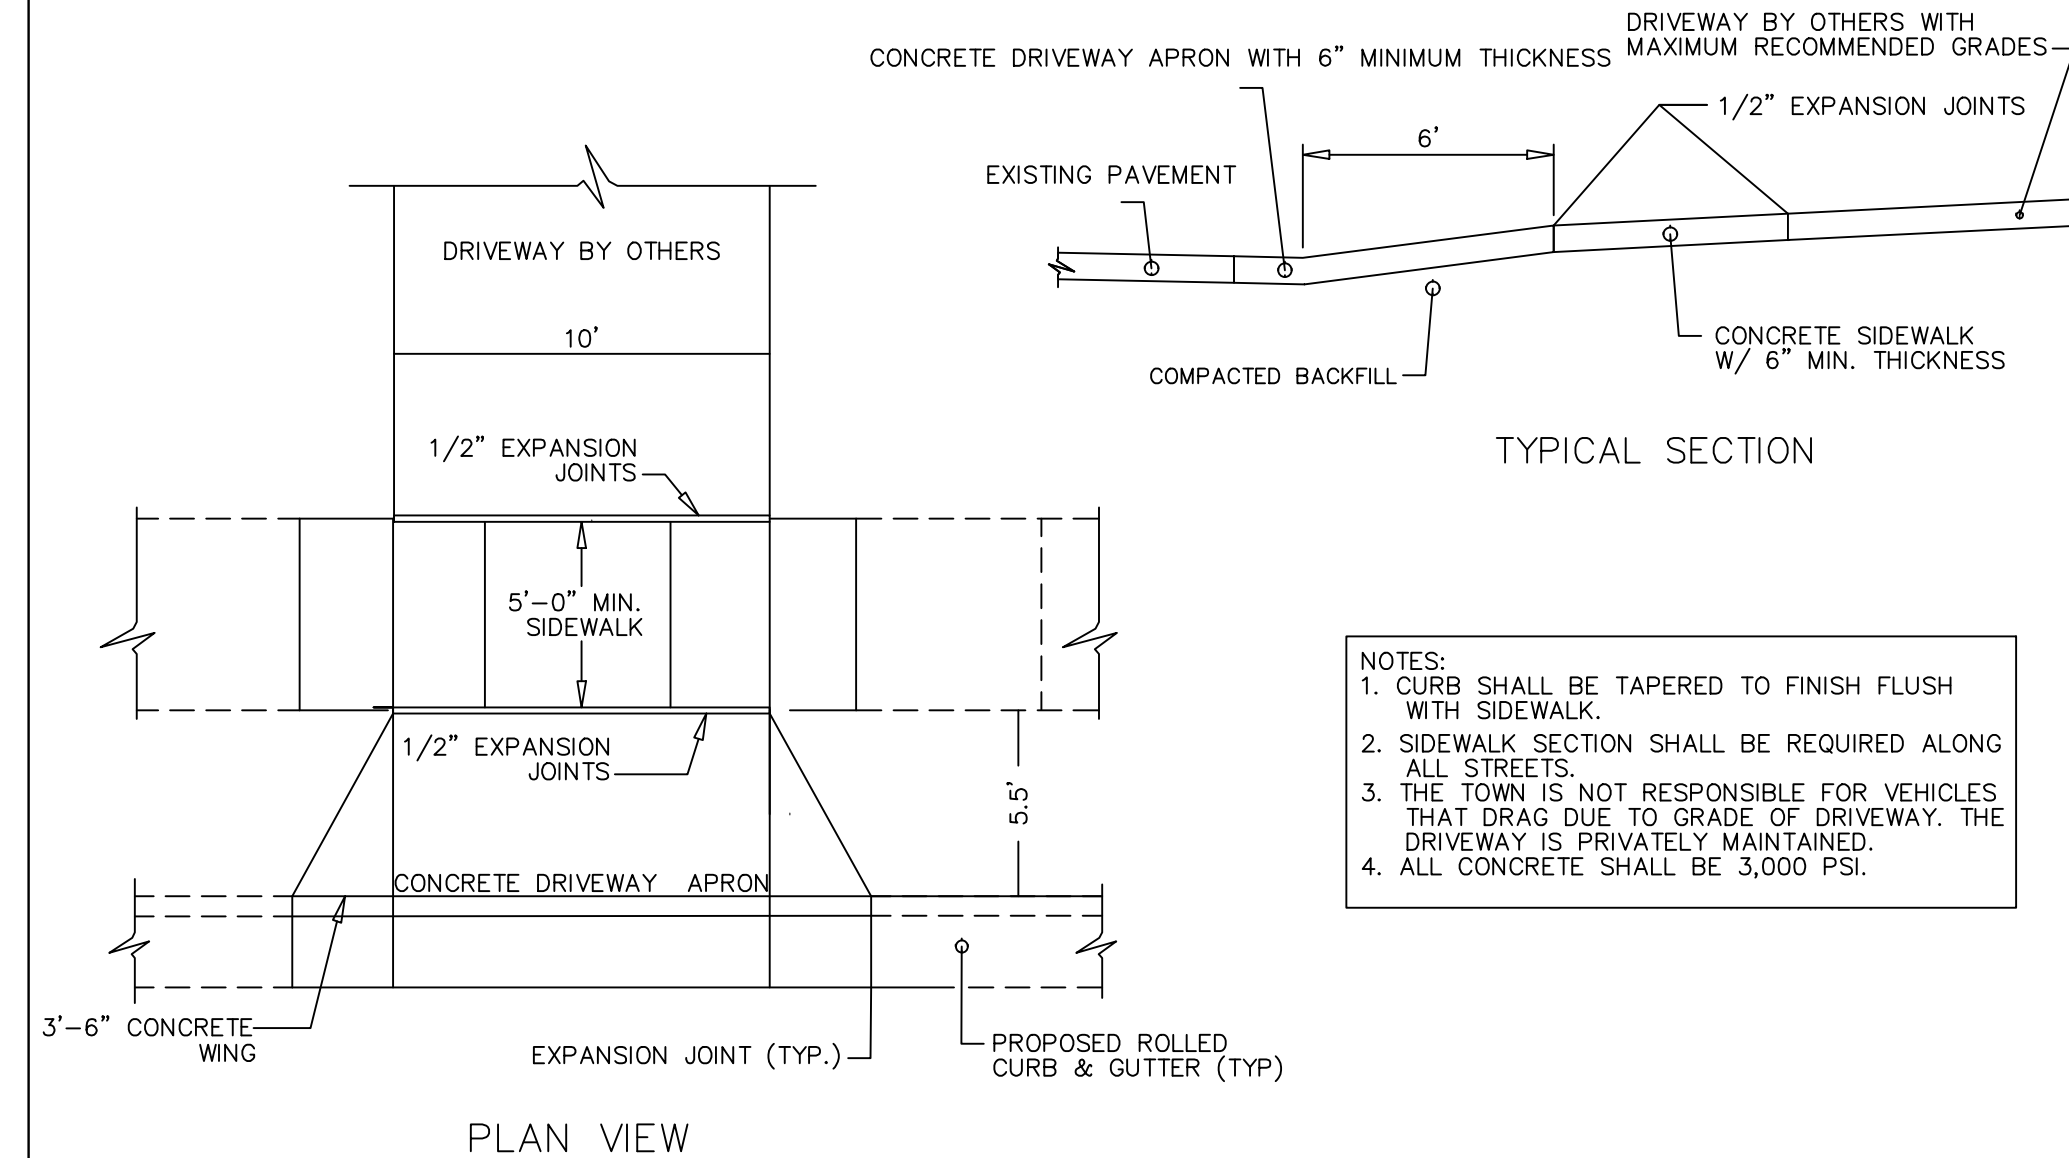 DRIVEWAY BY OTHERS WITH
MAXIMUM RECOMMENDED GRADES
CONCRETE DRIVEWAY APRON WITH 6” MINIMUM THICKNESS
1/2” EXPANSION JOINTS
6’
EXISTING PAVEMENT
CONCRETE SIDEWALK
W/ 6” MIN. THICKNESS
COMPACTED BACKFILL
TYPICAL SECTION
DRIVEWAY BY OTHERS
10’
1/2” EXPANSION
JOINTS
5’-0” MIN.
SIDEWALK
1/2” EXPANSION
JOINTS
5.5’
CONCRETE DRIVEWAY APRON
3’-6” CONCRETE
WING
EXPANSION JOINT (TYP.)
PROPOSED ROLLED
CURB & GUTTER (TYP)
PLAN VIEW
NOTES:
1. CURB SHALL BE TAPERED TO FINISH FLUSH
WITH SIDEWALK.
2. SIDEWALK SECTION SHALL BE REQUIRED ALONG
ALL STREETS.
3. THE TOWN IS NOT RESPONSIBLE FOR VEHICLES
THAT DRAG DUE TO GRADE OF DRIVEWAY. THE
DRIVEWAY IS PRIVATELY MAINTAINED.
4. ALL CONCRETE SHALL BE 3,000 PSI.